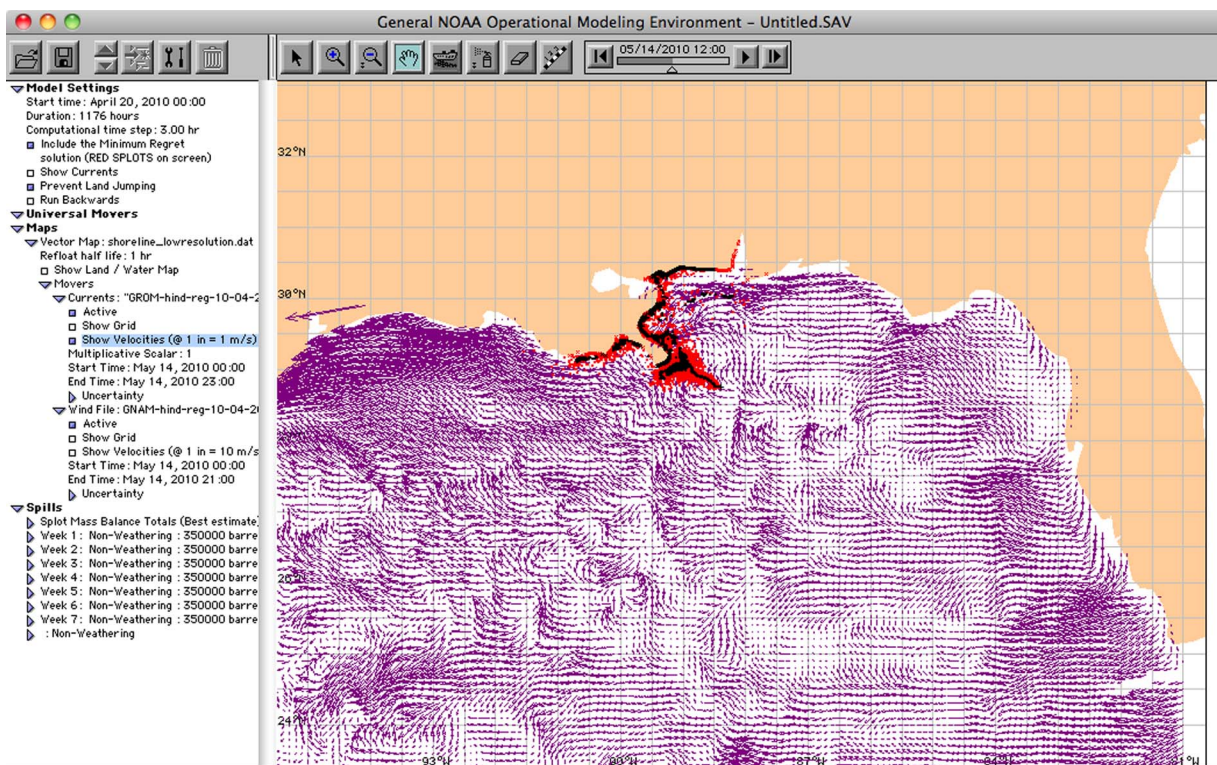 General NOAA Operational Modeling Environment - Untitled.SAV
05/14/2010 12:00
Model Settings
Start time: April 20, 2010 00:00
Duration: 1176 hours
Computational time step: 3.00 hr
Include the Minimum Regret
solution (RED SPLOTS on screen)
Show Currents
Prevent Land Jumping
Run Backwards
Universal Movers
Maps
Vector Map: shoreline_lowresolution.dat
Refloat half life: 1 hr
Show Land / Water Map
Movers
Currents: "GROM-hind-reg-10-04-2
Active
Show Grid
Show Velocities (@ 1 in = 1 m/s)
Multiplicative Scalar: 1
Start Time: May 14, 2010 00:00
End Time: May 14, 2010 23:00
Uncertainty
Wind File: GNAM-hind-reg-10-04-20
Active
Show Grid
Show Velocities (@ 1 in = 10 m/s
Start Time: May 14, 2010 00:00
End Time: May 14, 2010 21:00
Uncertainty
Spills
Splot Mass Balance Totals (Best estimate)
Week 1: Non-Weathering : 350000 barre
Week 2: Non-Weathering : 350000 barre
Week 3: Non-Weathering : 350000 barre
Week 4: Non-Weathering : 350000 barre
Week 5: Non-Weathering : 350000 barre
Week 6: Non-Weathering : 350000 barre
Week 7: Non-Weathering : 350000 barre
: Non-Weathering
32°N
30°N
26°N
24°N
93°W
87°W